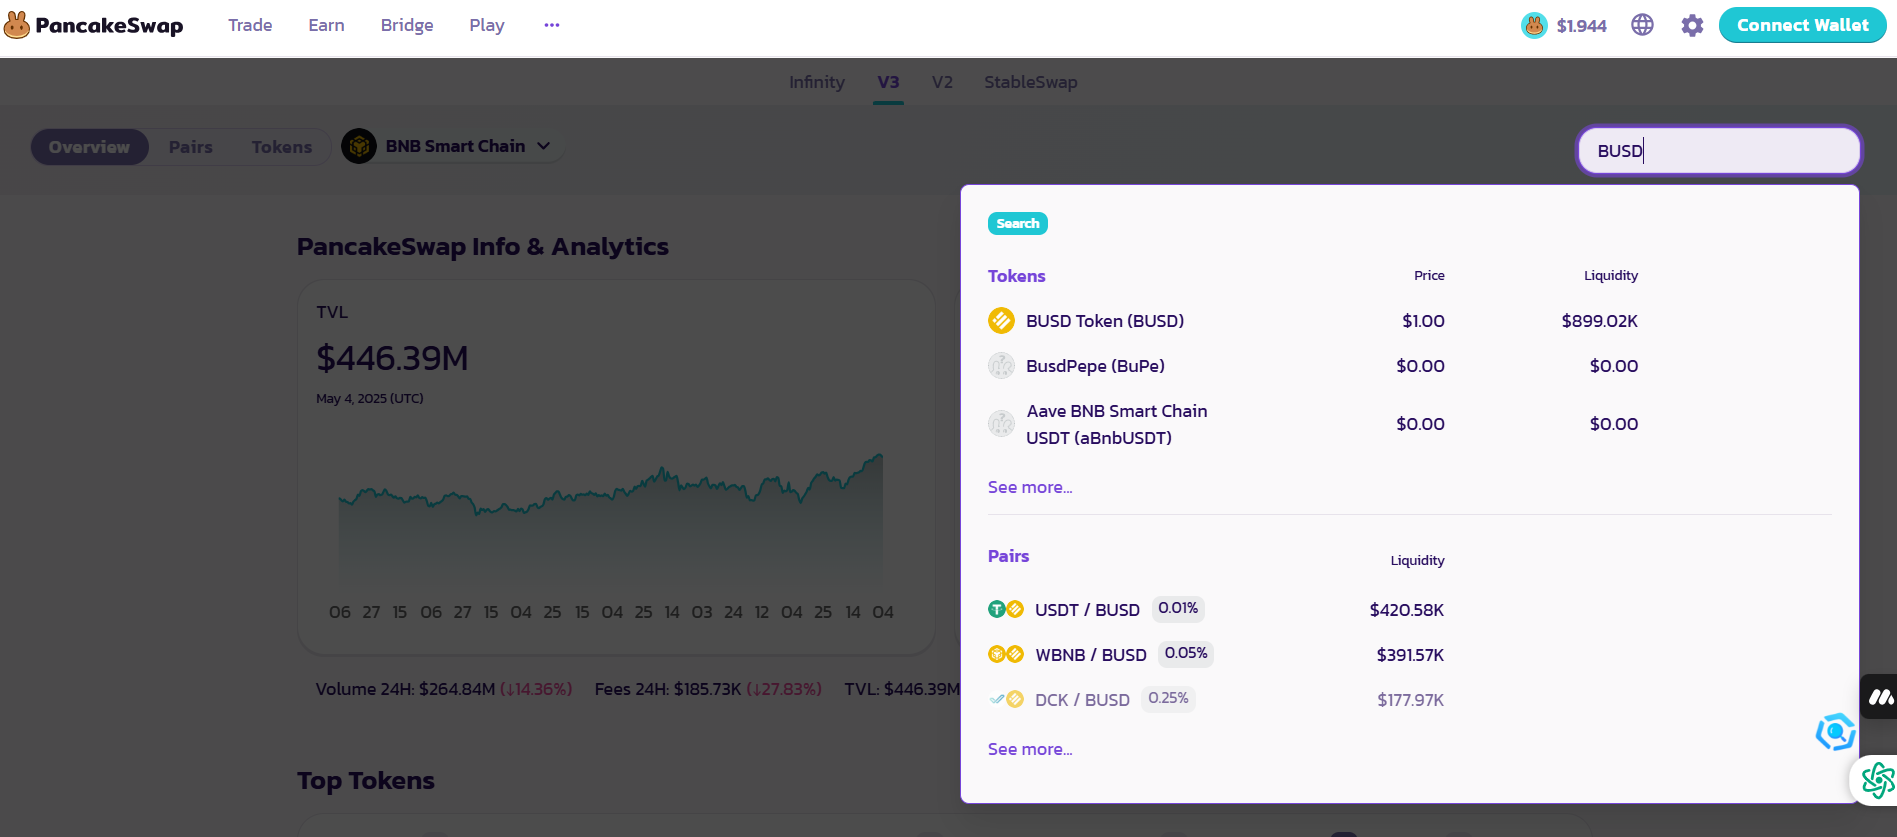 PancakeSwap
Trade
Earn
Bridge
Play
$1.944
Connect Wallet
Infinity
V3
V2
StableSwap
Overview
Pairs
Tokens
BNB Smart Chain
BUSD
PancakeSwap Info & Analytics
TVL
$446.39M
May 4, 2025 (UTC)
06 27 15 06 27 15 04 25 15 04 25 14 03 24 12 04 25 14 04
Volume 24H: $264.84M (↓14.36%) Fees 24H: $185.73K (↓27.83%) TVL: $446.39M
Top Tokens
Search
Tokens Price Liquidity
BUSD Token (BUSD) $1.00 $899.02K
BusdPepe (BuPe) $0.00 $0.00
Aave BNB Smart Chain
USDT (aBnbUSDT) $0.00 $0.00
See more...
Pairs Liquidity
USDT / BUSD 0.01% $420.58K
WBNB / BUSD 0.05% $391.57K
DCK / BUSD 0.25% $177.97K
See more...